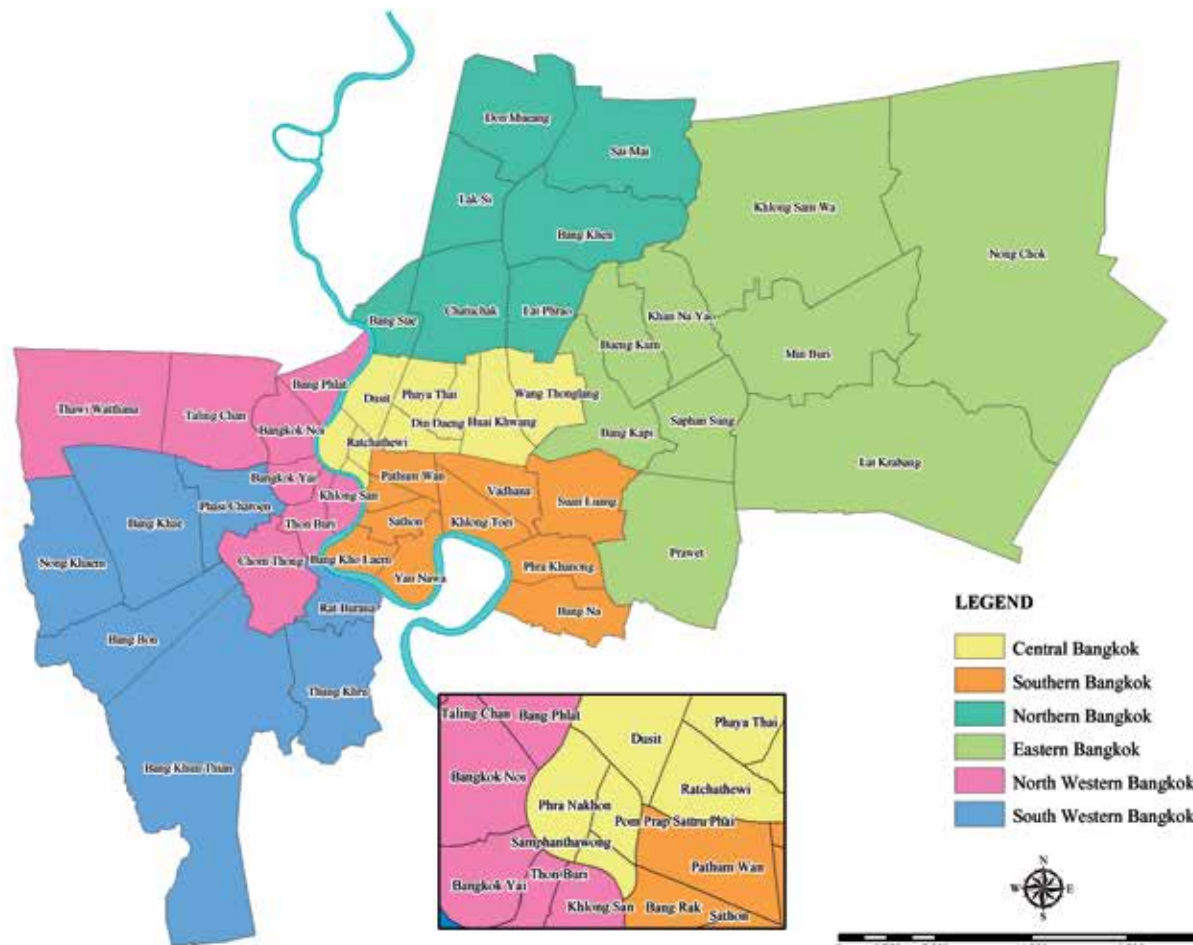 Don Mueang
Sai Mai
Lak Si
Khlong Sam Wa
Bang Khen
Nong Chok
Bang Sue
Chatuchak
Lat Phrao
Khan Na Yao
Bueng Kum
Min Buri
Bang Phlat
Thawi Watthana
Taling Chan
Dusit
Phaya Thai
Wang Thonglang
Din Daeng
Huai Khwang
Saphan Sung
Bangkok Noi
Ratchathewi
Bang Kapi
Lat Krabang
Bangkok Yai
Pathum Wan
Khlong San
Vadhana
Suan Luang
Bang Khae
Phasi Charoen
Thon Buri
Sathon
Khlong Toei
Nong Khaem
Chom Thong
Bang Kho Laem
Phra Khanong
Prawet
Yan Nawa
Rat Burana
Bang Na
Bang Bon
Thung Khru
Bang Khun Thian
LEGEND
Central Bangkok
Southern Bangkok
Northern Bangkok
Eastern Bangkok
North Western Bangkok
South Western Bangkok
Taling Chan
Bang Phlat
Phaya Thai
Dusit
Bangkok Noi
Ratchathewi
Phra Nakhon
Pom Prap Sattru Phai
Samphanthawong
Pathum Wan
Bangkok Yai
Thon Buri
Khlong San
Bang Rak
Sathon
N
W E
S